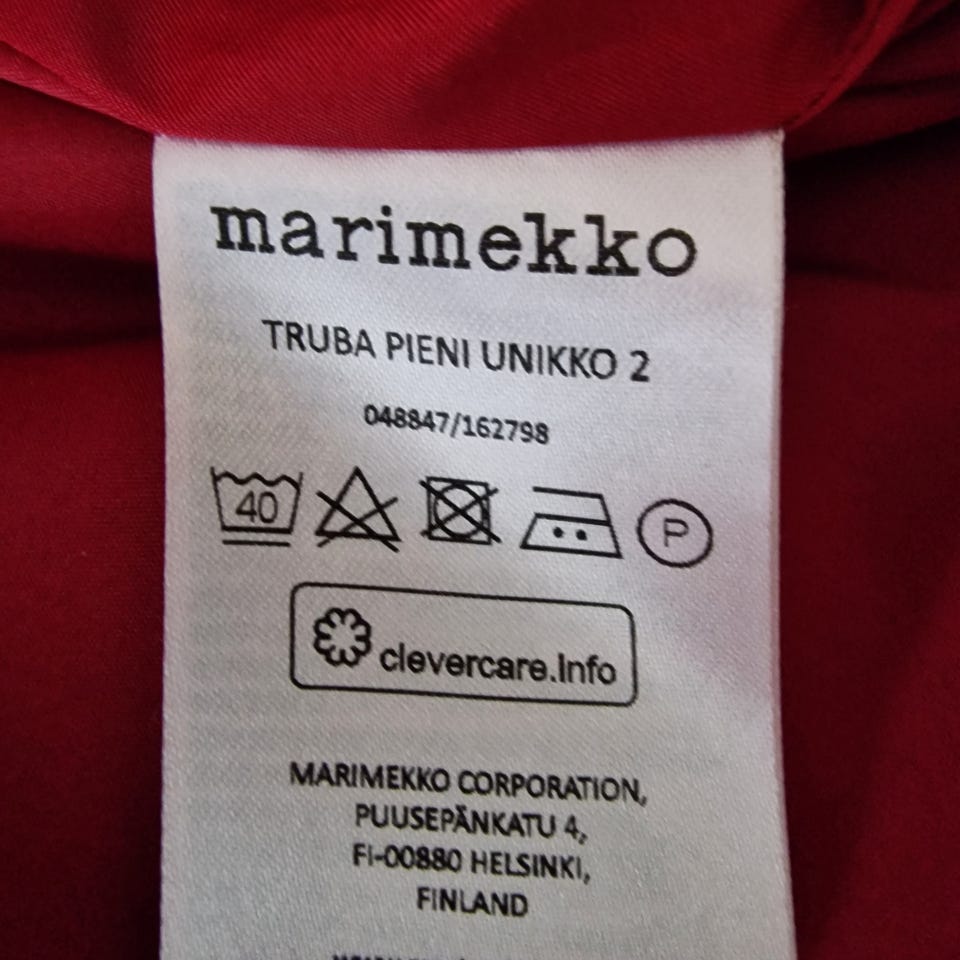 marimekko
TRUBA PIENI UNIKKO 2
048847/162798
40 P
clevercare.info
MARIMEKKO CORPORATION,
PUUSEPÄNKATU 4,
FI-00880 HELSINKI,
FINLAND